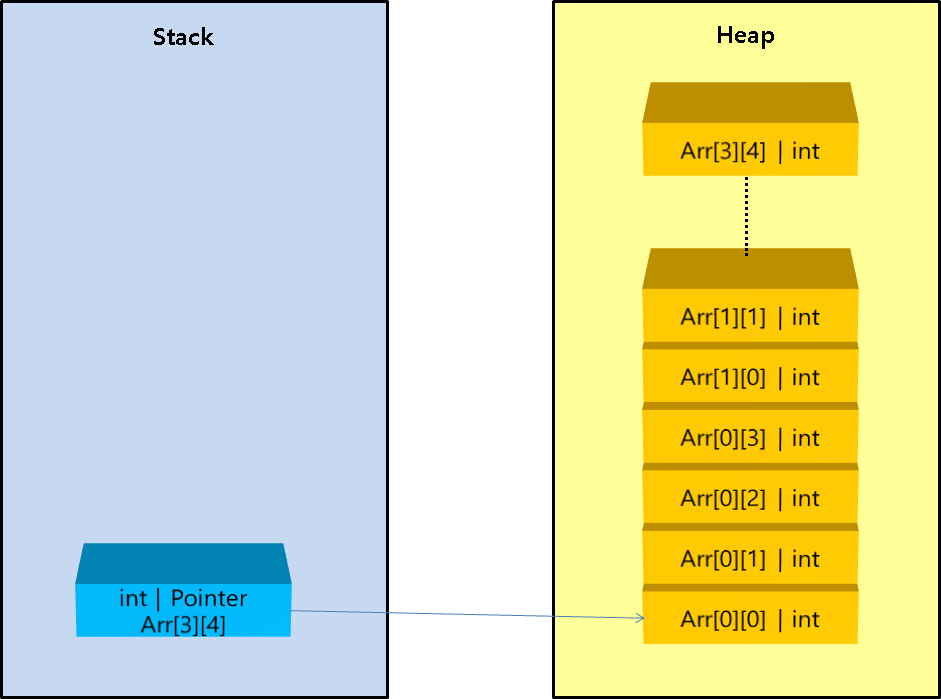 Stack
int | Pointer
Arr[3][4]
Heap
Arr[3][4] | int
Arr[1][1] | int
Arr[1][0] | int
Arr[0][3] | int
Arr[0][2] | int
Arr[0][1] | int
Arr[0][0] | int